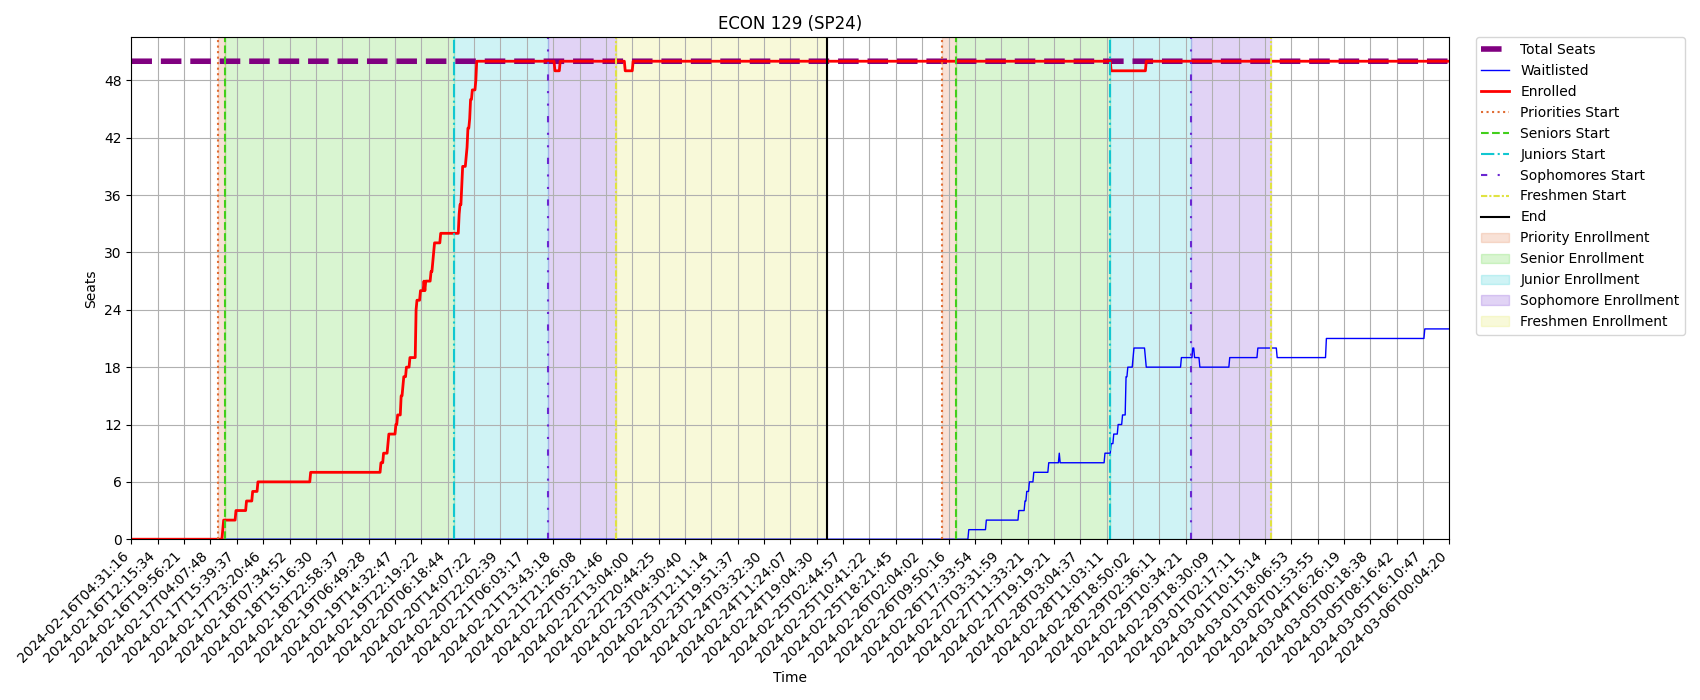 ECON 129 (SP24)
Total Seats
Waitlisted
Enrolled
Priorities Start
Seniors Start
Juniors Start
Sophomores Start
Freshmen Start
End
Priority Enrollment
Senior Enrollment
Junior Enrollment
Sophomore Enrollment
Freshmen Enrollment
Seats
48
42
36
30
24
18
12
6
0
2024-02-16T04:31:16
2024-02-16T12:15:34
2024-02-16T19:56:21
2024-02-17T04:07:48
2024-02-17T15:39:37
2024-02-17T23:20:46
2024-02-18T07:34:52
2024-02-18T15:16:30
2024-02-18T22:58:37
2024-02-19T06:49:28
2024-02-19T14:32:47
2024-02-19T22:19:22
2024-02-20T06:18:44
2024-02-20T14:07:22
2024-02-20T22:02:39
2024-02-21T06:03:17
2024-02-21T13:43:18
2024-02-21T21:26:08
2024-02-22T05:21:46
2024-02-22T13:04:00
2024-02-22T20:44:25
2024-02-23T04:30:40
2024-02-23T12:11:14
2024-02-23T19:51:37
2024-02-24T03:32:30
2024-02-24T11:24:07
2024-02-24T19:04:30
2024-02-25T02:44:57
2024-02-25T10:41:22
2024-02-25T18:21:45
2024-02-26T02:04:02
2024-02-26T09:50:16
2024-02-26T17:33:54
2024-02-27T03:31:59
2024-02-27T11:33:21
2024-02-27T19:19:21
2024-02-28T03:04:37
2024-02-28T11:03:11
2024-02-28T18:50:02
2024-02-29T02:36:11
2024-02-29T10:34:21
2024-02-29T18:30:09
2024-03-01T02:17:11
2024-03-01T10:15:14
2024-03-01T18:06:53
2024-03-02T01:53:55
2024-03-04T16:26:19
2024-03-05T00:18:38
2024-03-05T08:16:42
2024-03-05T16:10:47
2024-03-06T00:04:20
Time